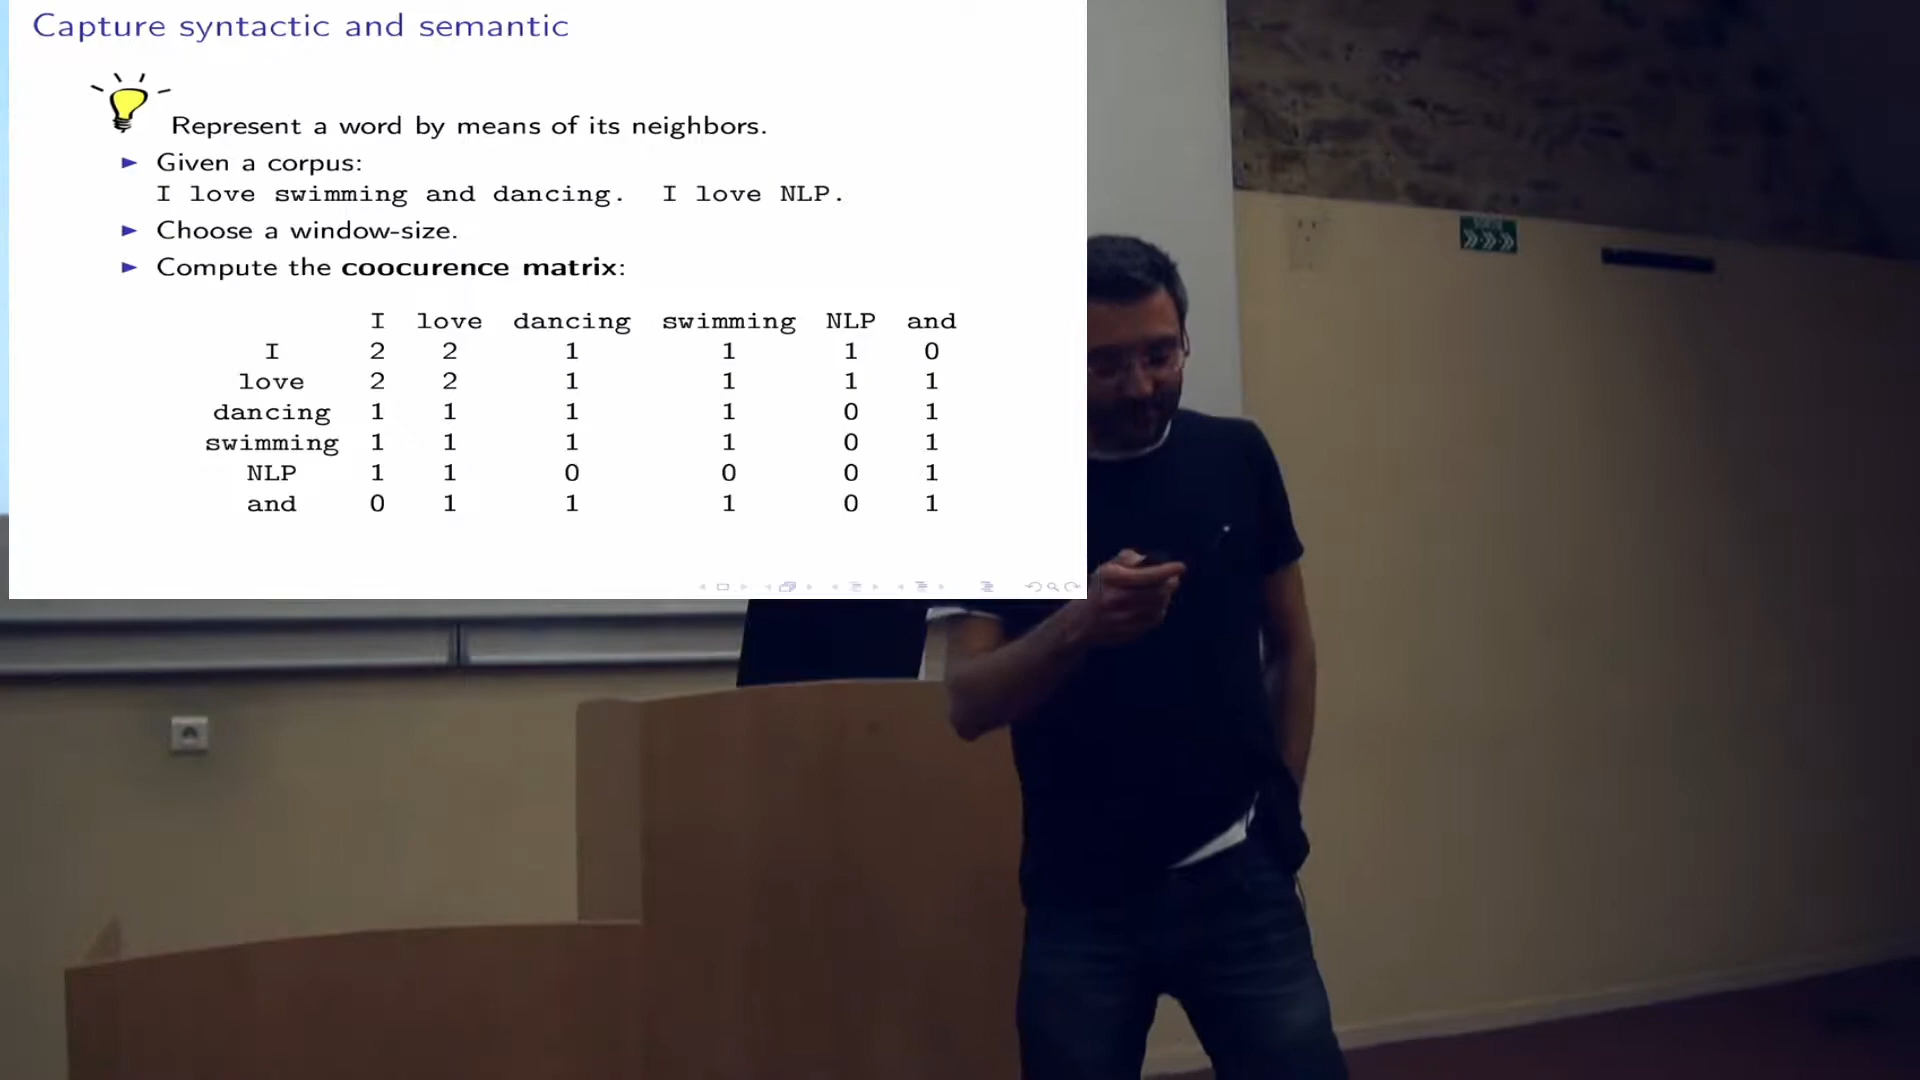 Capture syntactic and semantic
Represent a word by means of its neighbors.
Given a corpus:
I love swimming and dancing. I love NLP.
Choose a window-size.
Compute the coocurence matrix:
I love dancing swimming NLP and
I 2 2 1 1 1 0
love 2 2 1 1 1 1
dancing 1 1 1 1 0 1
swimming 1 1 1 1 0 1
NLP 1 1 0 0 0 1
and 0 1 1 1 0 1